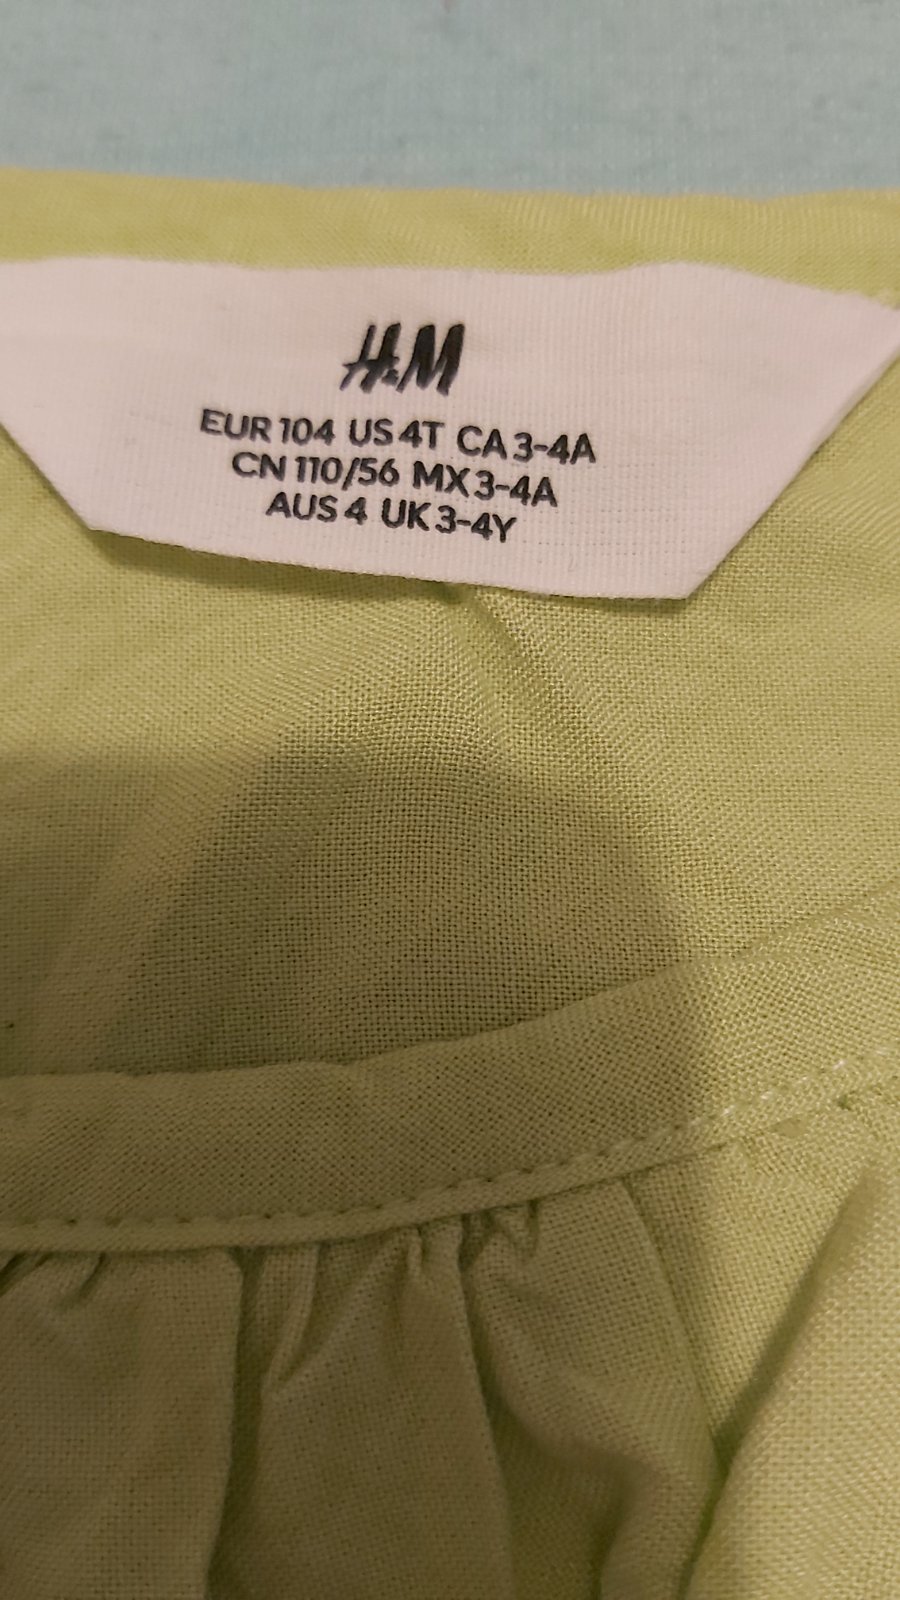 H&M
EUR 104 US 4T CA 3-4A
CN 110/56 MX 3-4A
AUS 4 UK 3-4Y